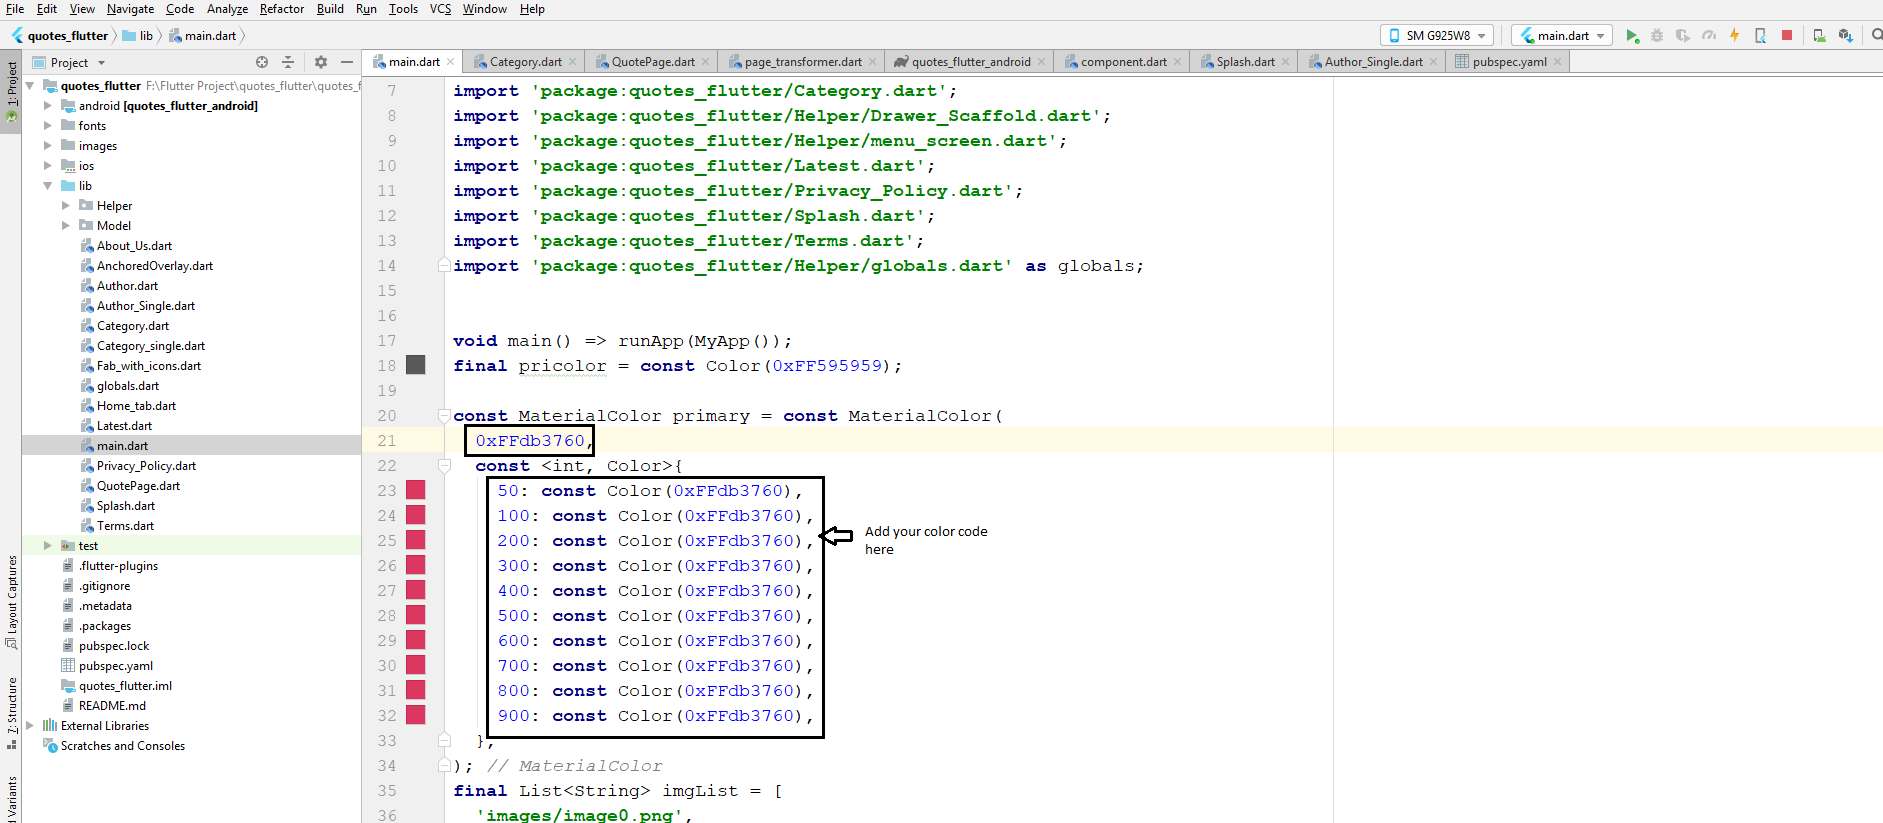 File Edit View Navigate Code Analyze Refactor Build Run Tools VCS Window Help
quotes_flutter lib main.dart SM G925W8 main.dart
Project main.dart Category.dart QuotePage.dart page_transformer.dart quotes_flutter_android component.dart Splash.dart Author_Single.dart pubspec.yaml
1: Project
7: Structure
Layout Captures
quotes_flutter F:\Flutter Project\quotes_flutter\quotes_f
android [quotes_flutter_android]
fonts
images
ios
lib
Helper
Model
About_Us.dart
AnchoredOverlay.dart
Author.dart
Author_Single.dart
Category.dart
Category_single.dart
Fab_with_icons.dart
globals.dart
Home_tab.dart
Latest.dart
main.dart
Privacy_Policy.dart
QuotePage.dart
Splash.dart
Terms.dart
test
.flutter-plugins
.gitignore
.metadata
.packages
pubspec.lock
pubspec.yaml
quotes_flutter.iml
README.md
External Libraries
Scratches and Consoles
7 import 'package:quotes_flutter/Category.dart';
8 import 'package:quotes_flutter/Helper/Drawer_Scaffold.dart';
9 import 'package:quotes_flutter/Helper/menu_screen.dart';
10 import 'package:quotes_flutter/Latest.dart';
11 import 'package:quotes_flutter/Privacy_Policy.dart';
12 import 'package:quotes_flutter/Splash.dart';
13 import 'package:quotes_flutter/Terms.dart';
14 import 'package:quotes_flutter/Helper/globals.dart' as globals;
15
16
17 void main() => runApp(MyApp());
18 final pricolor = const Color(0xFF595959);
19
20 const MaterialColor primary = const MaterialColor(
21 0xFFdb3760,
22 const <int, Color>{
23 50: const Color(0xFFdb3760),
24 100: const Color(0xFFdb3760),
25 200: const Color(0xFFdb3760),
26 300: const Color(0xFFdb3760),
27 400: const Color(0xFFdb3760),
28 500: const Color(0xFFdb3760),
29 600: const Color(0xFFdb3760),
30 700: const Color(0xFFdb3760),
31 800: const Color(0xFFdb3760),
32 900: const Color(0xFFdb3760),
33 },
34 ); // MaterialColor
35 final List<String> imgList = [
36 'images/image0.png',
Add your color code
here